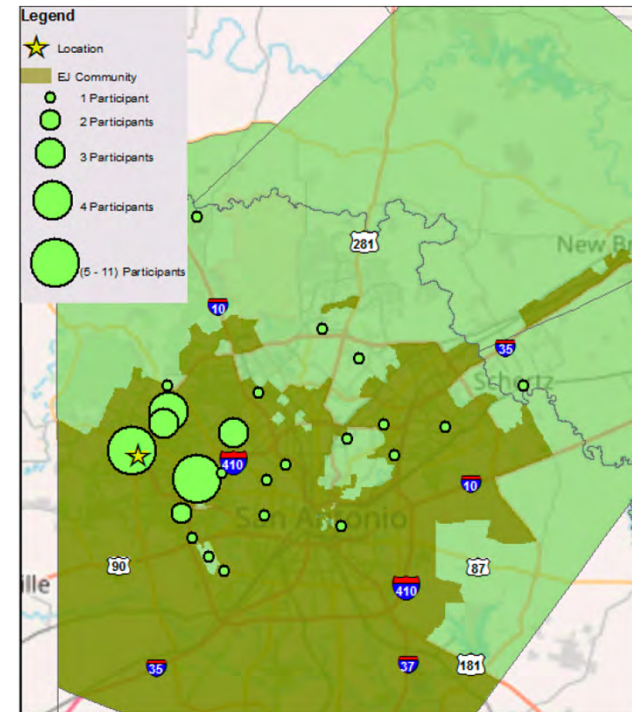 Legend
Location
EJ Community
1 Participant
2 Participants
3 Participants
4 Participants
(5 - 11) Participants
281
New Br
10
35
Schertz
410
10
San Antonio
90
87
ille
410
35
37
181